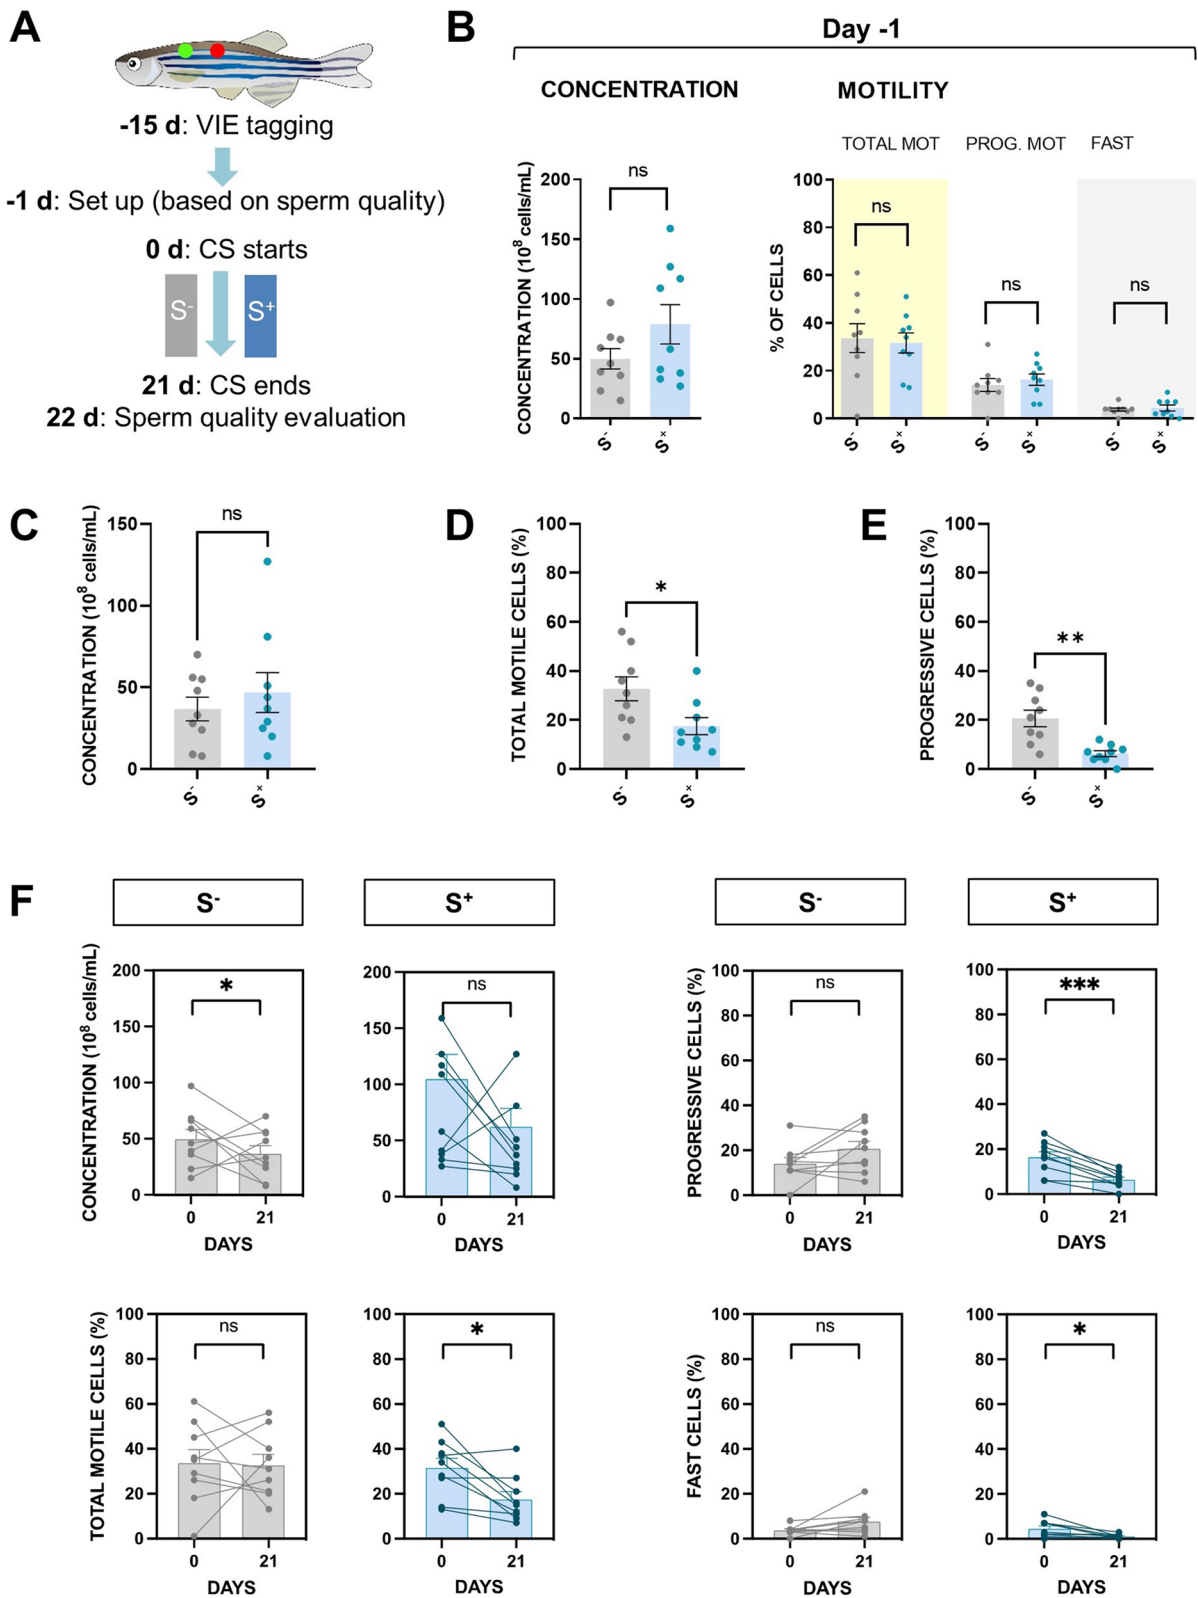 A
-15 d: VIE tagging
-1 d: Set up (based on sperm quality)
0 d: CS starts
S-
S+
21 d: CS ends
22 d: Sperm quality evaluation
B
Day -1
CONCENTRATION
MOTILITY
TOTAL MOT
PROG. MOT
FAST
CONCENTRATION (10^8 cells/mL)
200
150
100
50
0
ns
S-
S+
% OF CELLS
100
80
60
40
20
0
ns
ns
ns
S-
S+
S-
S+
S-
S+
C
CONCENTRATION (10^8 cells/mL)
150
100
50
0
ns
S-
S+
D
TOTAL MOTILE CELLS (%)
100
80
60
40
20
0
*
S-
S+
E
PROGRESSIVE CELLS (%)
100
80
60
40
20
0
**
S-
S+
F
S-
S+
S-
S+
CONCENTRATION (10^8 cells/mL)
200
150
100
50
0
*
0
21
DAYS
200
150
100
50
0
ns
0
21
DAYS
PROGRESSIVE CELLS (%)
100
80
60
40
20
0
ns
0
21
DAYS
100
80
60
40
20
0
***
0
21
DAYS
TOTAL MOTILE CELLS (%)
100
80
60
40
20
0
ns
0
21
DAYS
100
80
60
40
20
0
*
0
21
DAYS
FAST CELLS (%)
100
80
60
40
20
0
ns
0
21
DAYS
100
80
60
40
20
0
*
0
21
DAYS